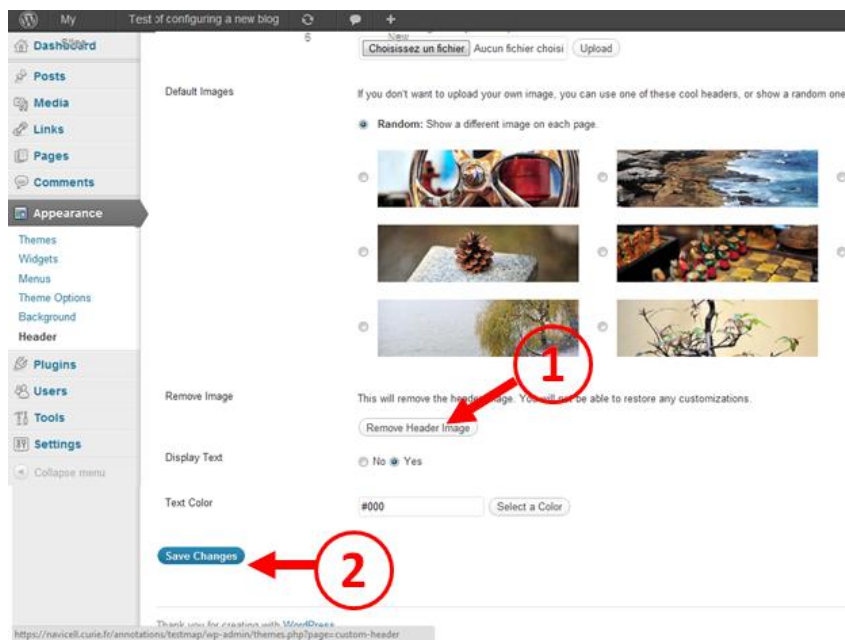 My Test of configuring a new blog +
Sites 6 New
Dashboard
Posts
Media
Links
Pages
Comments
Appearance
Themes
Widgets
Menus
Theme Options
Background
Header
Plugins
Users
Tools
Settings
Collapse menu
Choisissez un fichier Aucun fichier choisi Upload
Default Images
If you don't want to upload your own image, you can use one of these cool headers, or show a random one
Random: Show a different image on each page.
1
Remove Image
This will remove the header image. You will not be able to restore any customizations.
Remove Header Image
Display Text
No Yes
Text Color
#000 Select a Color
Save Changes
2
Thank you for creating with WordPress
https://navicell.curie.fr/annotations/testmap/wp-admin/themes.php?page=custom-header